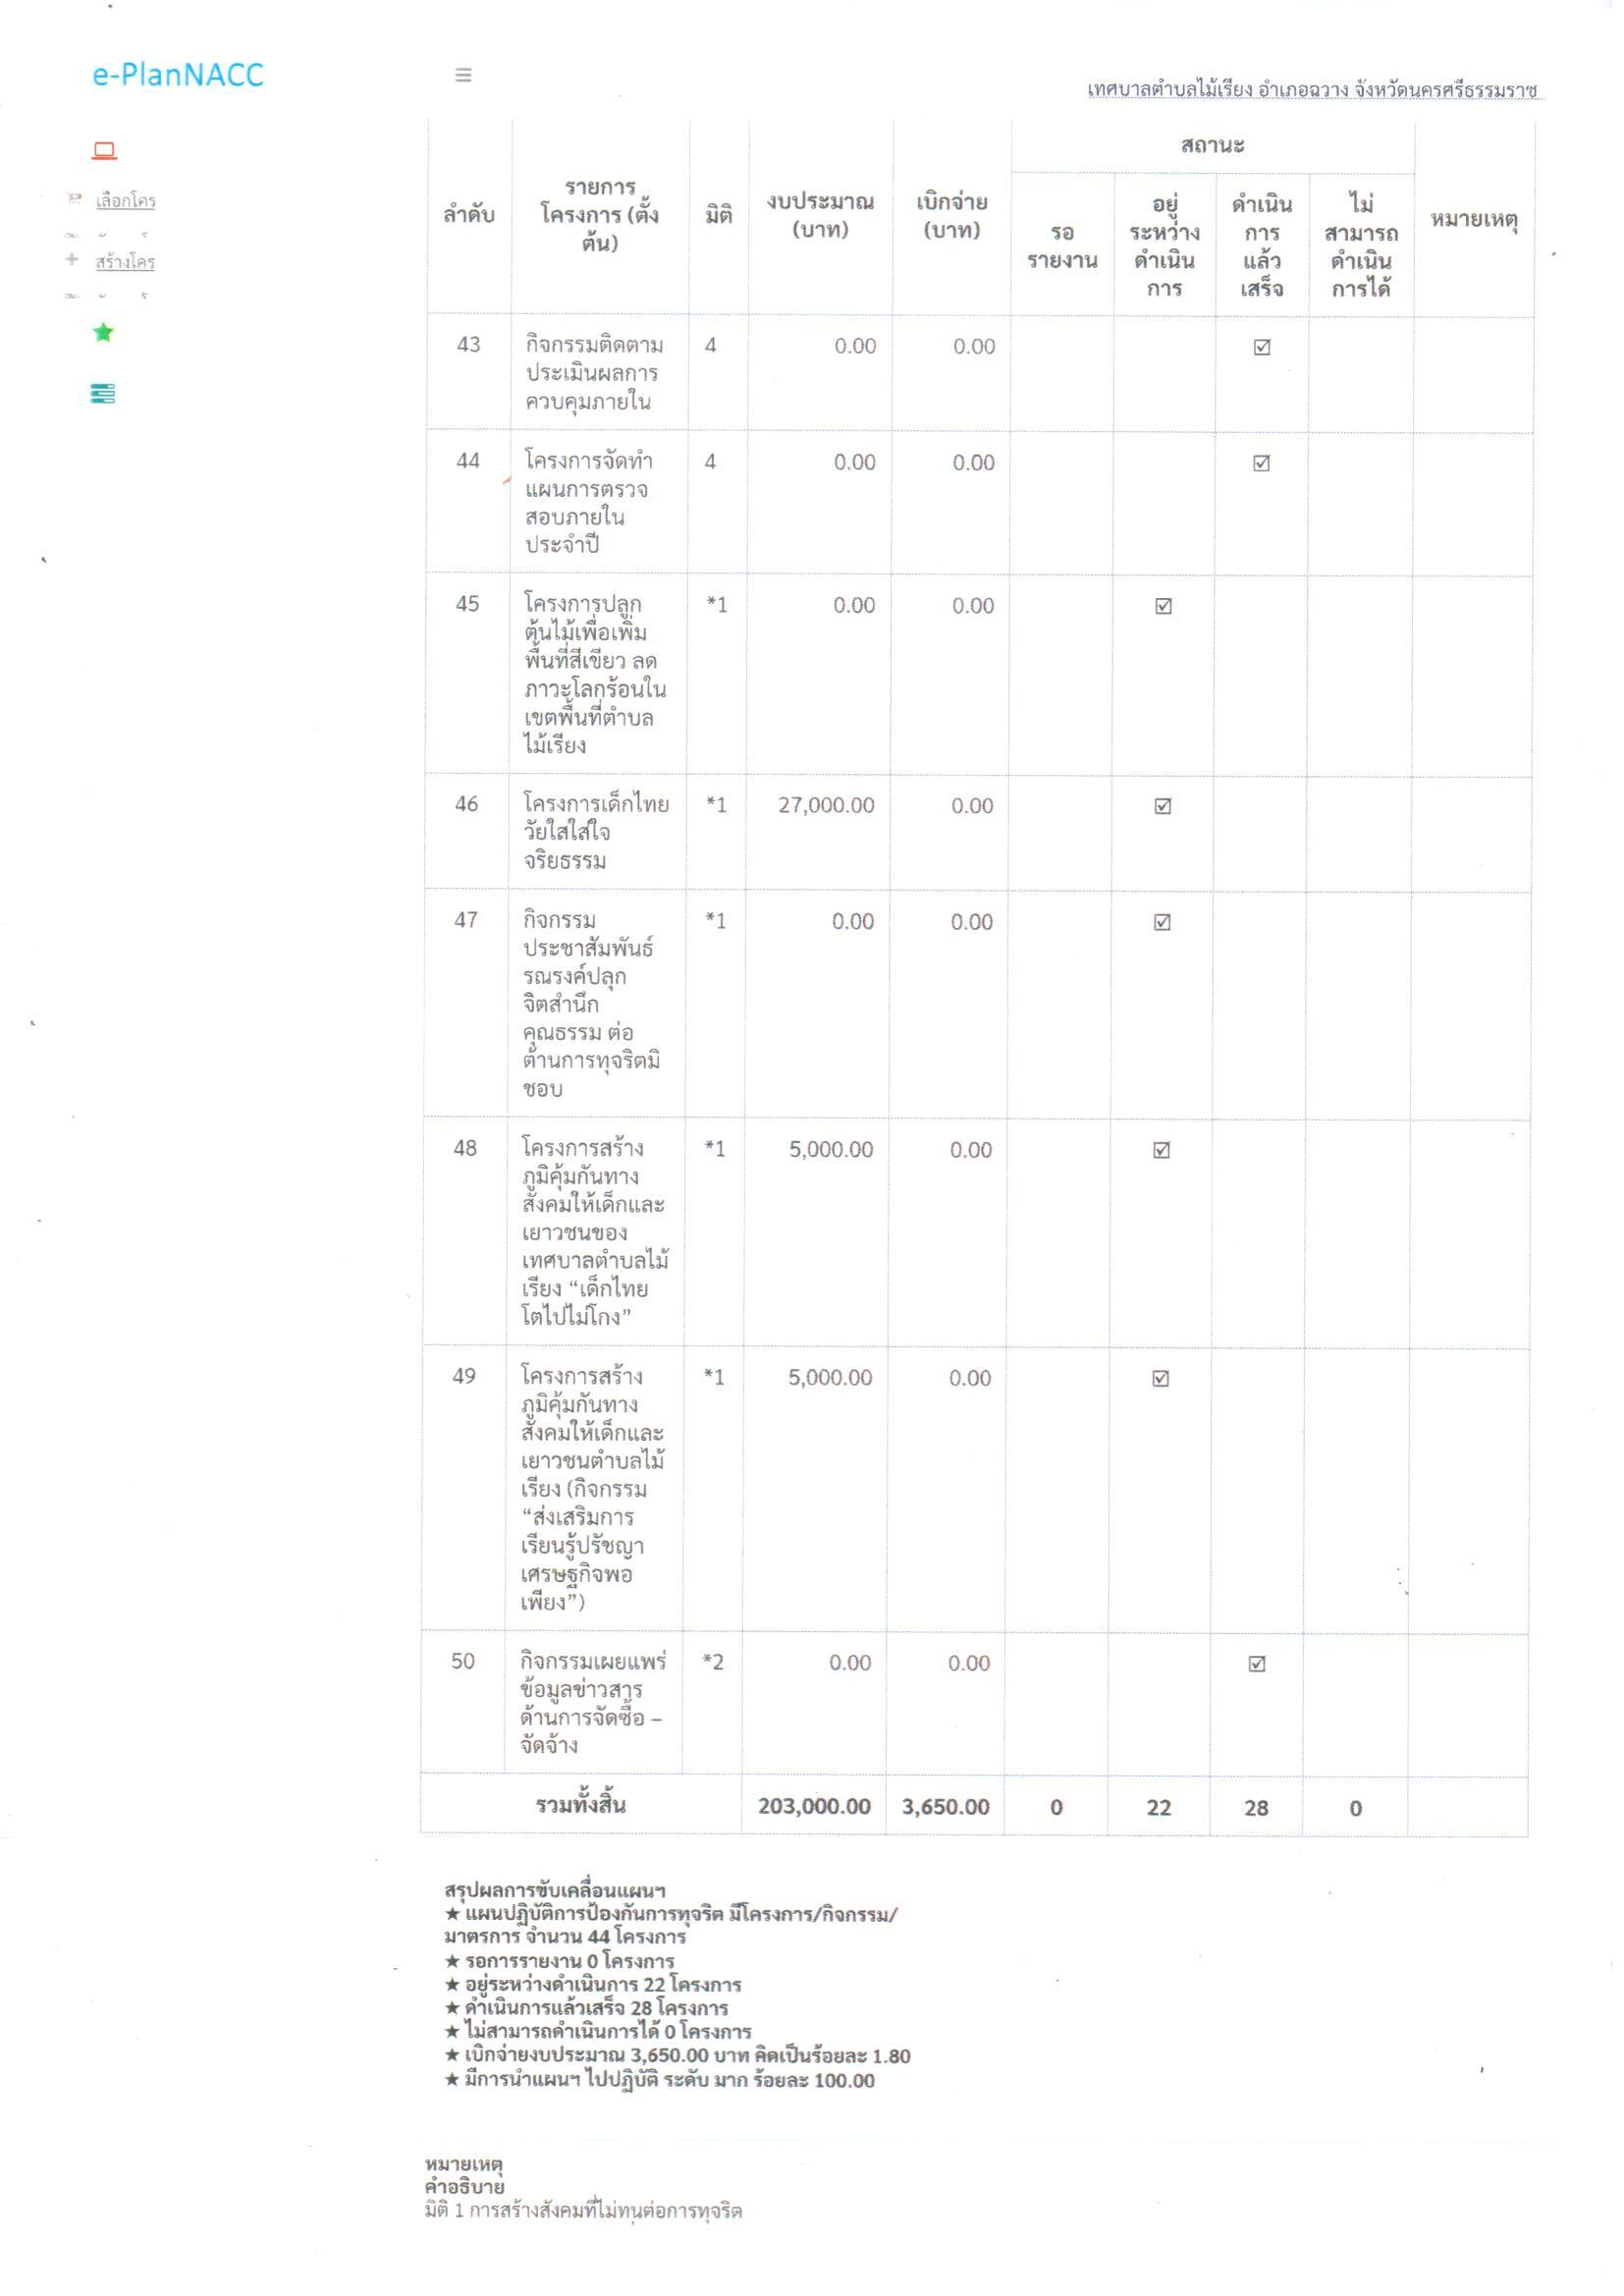 e-PlanNACC
เทศบาลตำบลไม้เรียง อำเภอฉวาง จังหวัดนครศรีธรรมราช
เลือกโคร
สร้างโคร
ลำดับ
รายการ
โครงการ (ตั้ง
ต้น)
มิติ
งบประมาณ
(บาท)
เบิกจ่าย
(บาท)
สถานะ
รอ
รายงาน
อยู่
ระหว่าง
ดำเนิน
การ
ดำเนิน
การ
แล้ว
เสร็จ
ไม่
สามารถ
ดำเนิน
การได้
หมายเหตุ
43 กิจกรรมติดตาม 4 0.00 0.00 ☑
ประเมินผลการ
ควบคุมภายใน
44 โครงการจัดทำ 4 0.00 0.00 ☑
แผนการตรวจ
สอบภายใน
ประจำปี
45 โครงการปลูก *1 0.00 0.00 ☑
ต้นไม้เพื่อเพิ่ม
พื้นที่สีเขียว ลด
ภาวะโลกร้อนใน
เขตพื้นที่ตำบล
ไม้เรียง
46 โครงการเด็กไทย *1 27,000.00 0.00 ☑
วัยใสใส่ใจ
จริยธรรม
47 กิจกรรม *1 0.00 0.00 ☑
ประชาสัมพันธ์
รณรงค์ปลุก
จิตสำนึก
คุณธรรม ต่อ
ต้านการทุจริตมิ
ชอบ
48 โครงการสร้าง *1 5,000.00 0.00 ☑
ภูมิคุ้มกันทาง
สังคมให้เด็กและ
เยาวชนของ
เทศบาลตำบลไม้
เรียง “เด็กไทย
โตไปไม่โกง”
49 โครงการสร้าง *1 5,000.00 0.00 ☑
ภูมิคุ้มกันทาง
สังคมให้เด็กและ
เยาวชนตำบลไม้
เรียง (กิจกรรม
“ส่งเสริมการ
เรียนรู้ปรัชญา
เศรษฐกิจพอ
เพียง”)
50 กิจกรรมเผยแพร่ *2 0.00 0.00 ☑
ข้อมูลข่าวสาร
ด้านการจัดซื้อ –
จัดจ้าง
รวมทั้งสิ้น 203,000.00 3,650.00 0 22 28 0
สรุปผลการขับเคลื่อนแผนฯ
★ แผนปฏิบัติการป้องกันการทุจริต มีโครงการ/กิจกรรม/
มาตรการ จำนวน 44 โครงการ
★ รอการรายงาน 0 โครงการ
★ อยู่ระหว่างดำเนินการ 22 โครงการ
★ ดำเนินการแล้วเสร็จ 28 โครงการ
★ ไม่สามารถดำเนินการได้ 0 โครงการ
★ เบิกจ่ายงบประมาณ 3,650.00 บาท คิดเป็นร้อยละ 1.80
★ มีการนำแผนฯ ไปปฏิบัติ ระดับ มาก ร้อยละ 100.00
หมายเหตุ
คำอธิบาย
มิติ 1 การสร้างสังคมที่ไม่ทนต่อการทุจริต